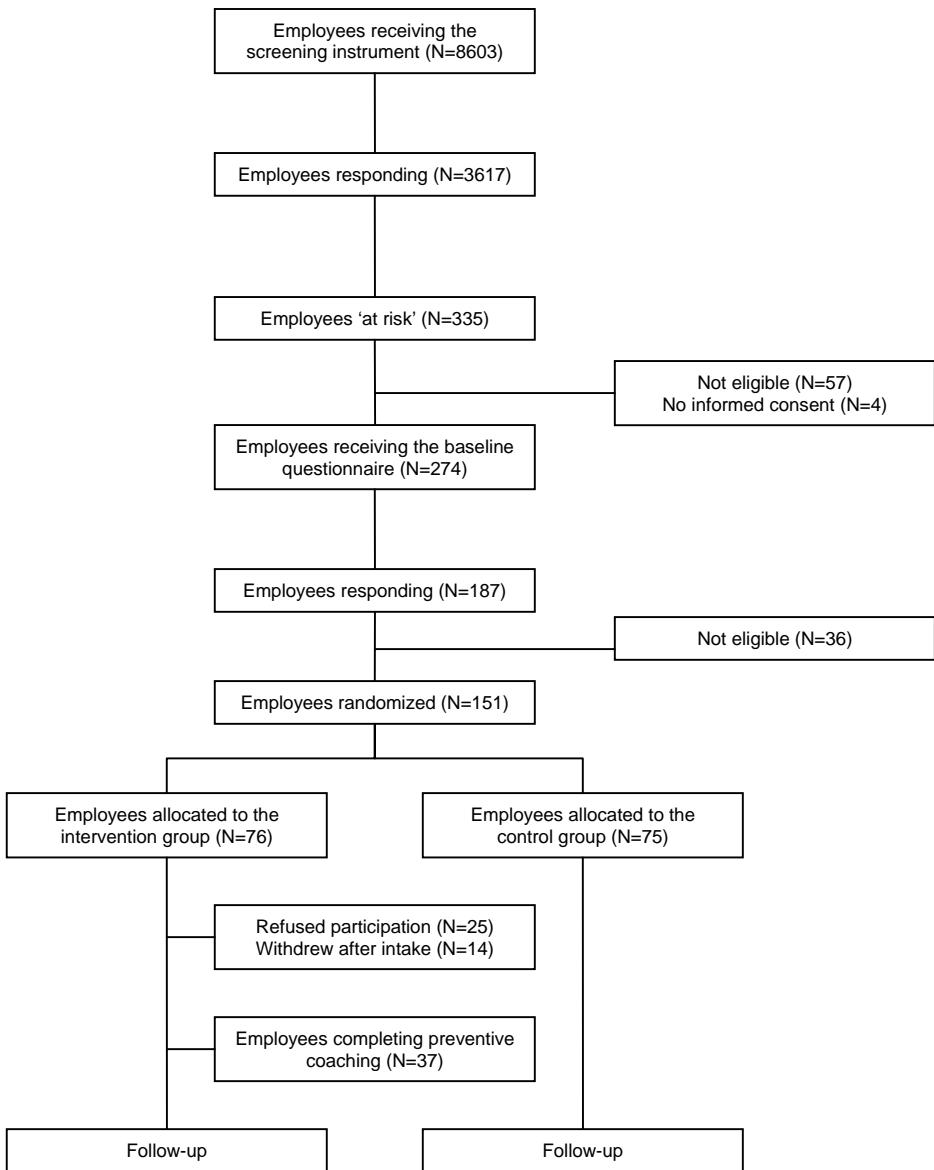 Employees receiving the
screening instrument (N=8603)
Employees responding (N=3617)
Employees ‘at risk’ (N=335)
Not eligible (N=57)
No informed consent (N=4)
Employees receiving the baseline
questionnaire (N=274)
Employees responding (N=187)
Not eligible (N=36)
Employees randomized (N=151)
Employees allocated to the
intervention group (N=76)
Employees allocated to the
control group (N=75)
Refused participation (N=25)
Withdrew after intake (N=14)
Employees completing preventive
coaching (N=37)
Follow-up
Follow-up